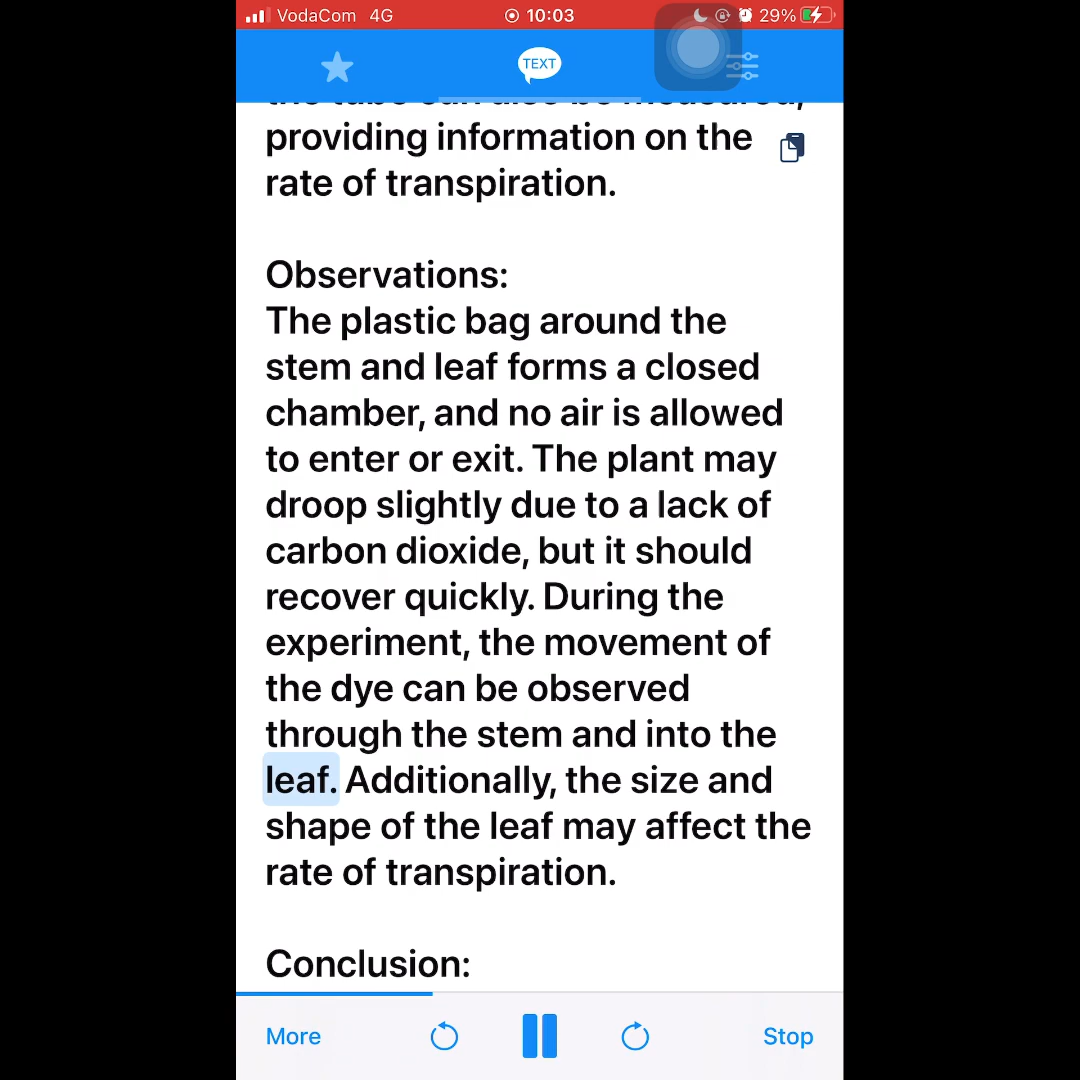 VodaCom 4G 10:03 29%
TEXT
providing information on the
rate of transpiration.
Observations:
The plastic bag around the
stem and leaf forms a closed
chamber, and no air is allowed
to enter or exit. The plant may
droop slightly due to a lack of
carbon dioxide, but it should
recover quickly. During the
experiment, the movement of
the dye can be observed
through the stem and into the
leaf. Additionally, the size and
shape of the leaf may affect the
rate of transpiration.
Conclusion:
More Stop